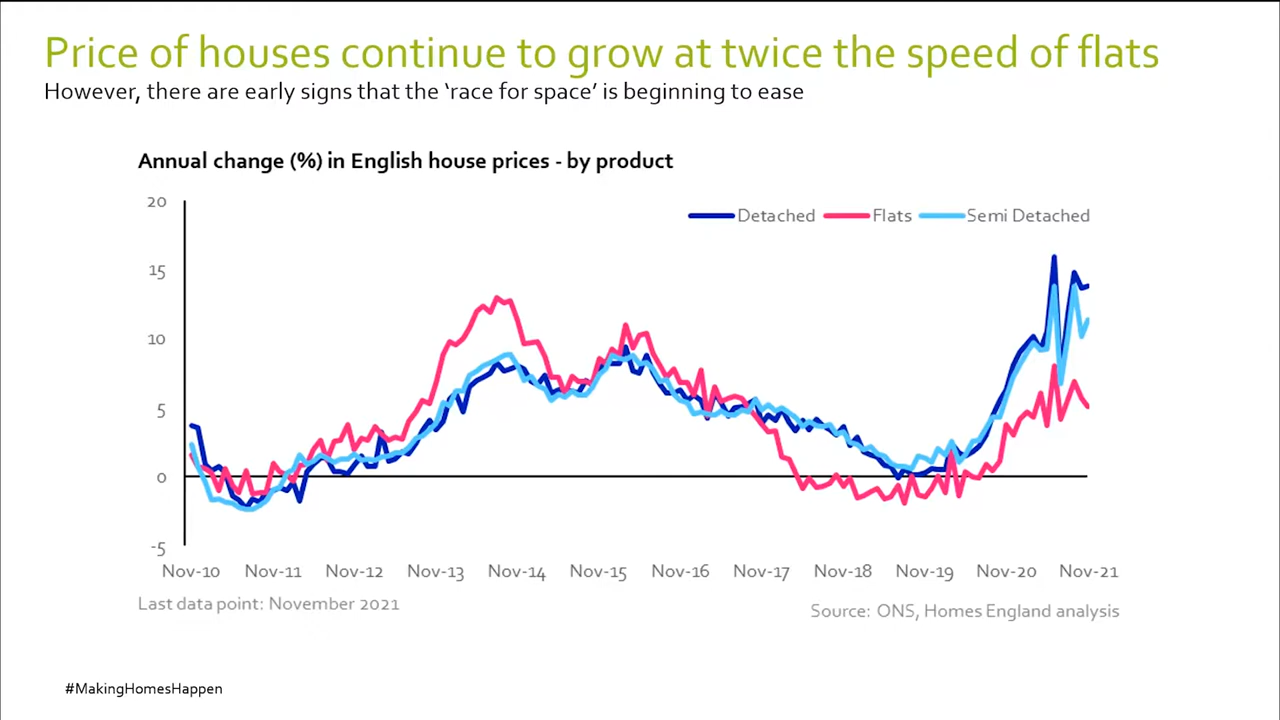 Price of houses continue to grow at twice the speed of flats
However, there are early signs that the ‘race for space’ is beginning to ease
Annual change (%) in English house prices - by product
20
Detached Flats Semi Detached
15
10
5
0
-5
Nov-10 Nov-11 Nov-12 Nov-13 Nov-14 Nov-15 Nov-16 Nov-17 Nov-18 Nov-19 Nov-20 Nov-21
Last data point: November 2021
Source: ONS, Homes England analysis
#MakingHomesHappen